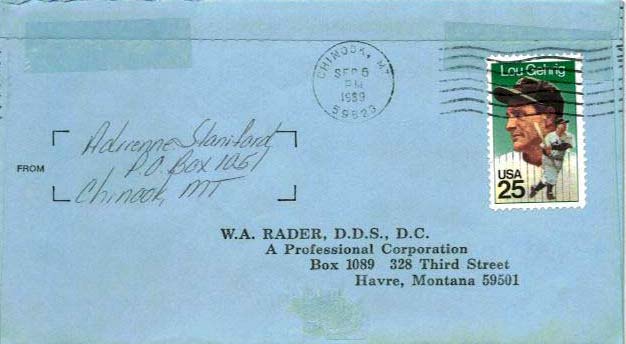 CHINOOK, MT
SEP 6
PM
1989
59523
Lou Gehrig
USA
25
FROM
Adrienne Staniford
P.O. Box 1061
Chinook, MT
W.A. RADER, D.D.S., D.C.
A Professional Corporation
Box 1089 328 Third Street
Havre, Montana 59501